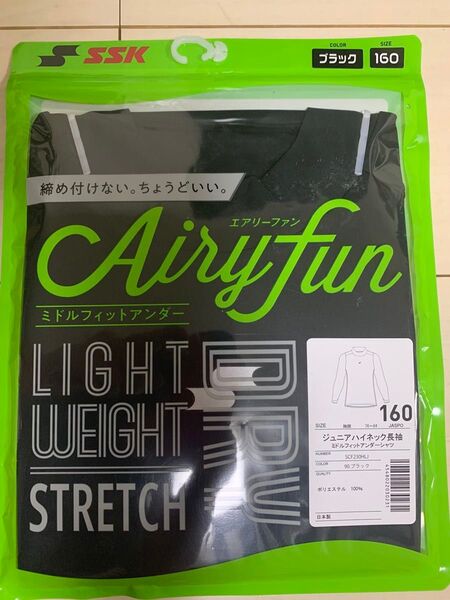 SSK
COLOR
ブラック
SIZE
160
締め付けない。ちょうどいい。
エアリーファン
Airyfun
ミドルフィットアンダー
LIGHT
WEIGHT
STRETCH
DRY
160
SIZE
JASPO
ジュニアハイネック長袖
ミドルフィットアンダーシャツ
NUMBER
SCF230HLJ
COLOR
90.ブラック
QUALITY
ポリエステル 100%
日本製